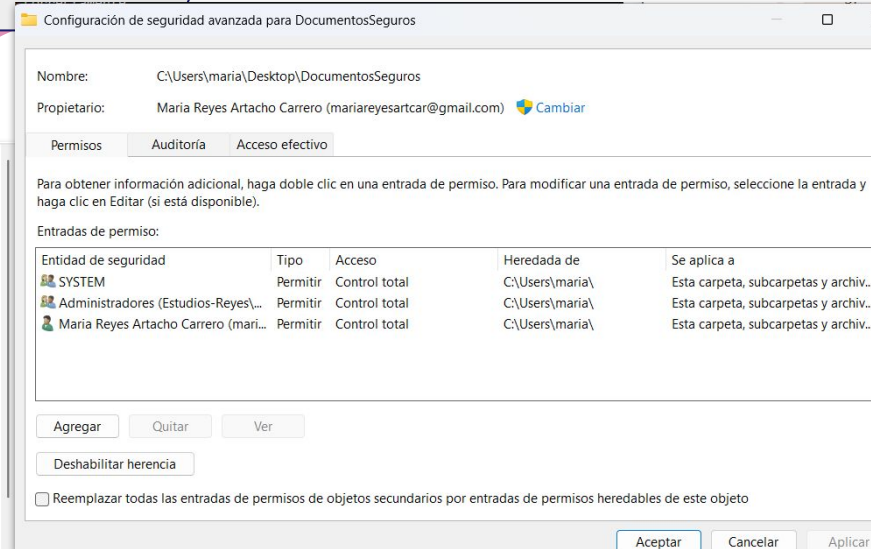 Configuración de seguridad avanzada para DocumentosSeguros
Nombre: C:\Users\maria\Desktop\DocumentosSeguros
Propietario: Maria Reyes Artacho Carrero (mariareyesartcar@gmail.com) Cambiar
Permisos Auditoría Acceso efectivo
Para obtener información adicional, haga doble clic en una entrada de permiso. Para modificar una entrada de permiso, seleccione la entrada y
haga clic en Editar (si está disponible).
Entradas de permiso:
Entidad de seguridad Tipo Acceso Heredada de Se aplica a
SYSTEM Permitir Control total C:\Users\maria\ Esta carpeta, subcarpetas y archiv...
Administradores (Estudios-Reyes\... Permitir Control total C:\Users\maria\ Esta carpeta, subcarpetas y archiv...
Maria Reyes Artacho Carrero (mari... Permitir Control total C:\Users\maria\ Esta carpeta, subcarpetas y archiv...
Agregar Quitar Ver
Deshabilitar herencia
Reemplazar todas las entradas de permisos de objetos secundarios por entradas de permisos heredables de este objeto
Aceptar Cancelar Aplicar